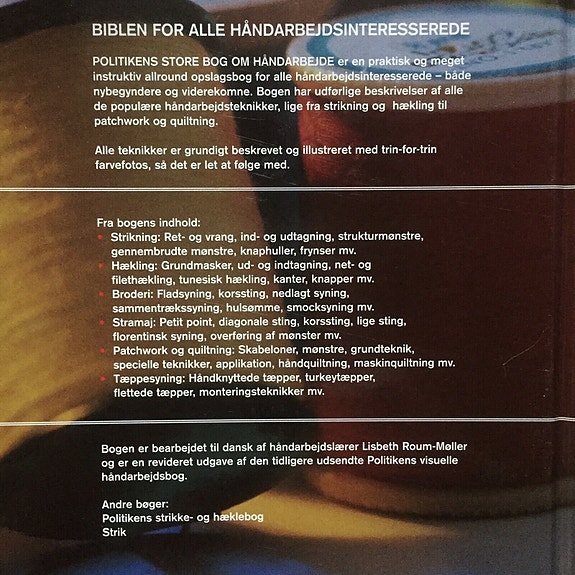 BIBLEN FOR ALLE HÅNDARBEJDSINTERESSEREDE
POLITIKENS STORE BOG OM HÅNDARBEJDE er en praktisk og meget
instruktiv allround opslagsbog for alle håndarbejdsinteresserede – både
nybegyndere og viderekomne. Bogen har udførlige beskrivelser af alle
de populære håndarbejdsteknikker, lige fra strikning og hækling til
patchwork og quiltning.
Alle teknikker er grundigt beskrevet og illustreret med trin-for-trin
farvefotos, så det er let at følge med.
Fra bogens indhold:
• Strikning: Ret- og vrang, ind- og udtagning, strukturmønstre,
gennembrudte mønstre, knaphuller, frynser mv.
• Hækling: Grundmasker, ud- og indtagning, net- og
filethækling, tunesisk hækling, kanter, knapper mv.
• Broderi: Fladsyning, korssting, nedlagt syning,
sammentrækssyning, hulsømme, smocksyning mv.
• Stramaj: Petit point, diagonale sting, korssting, lige sting,
florentinsk syning, overføring af mønster mv.
• Patchwork og quiltning: Skabeloner, mønstre, grundteknik,
specielle teknikker, applikation, håndquiltning, maskinquiltning mv.
• Tæppesyning: Håndknyttede tæpper, turkeytæpper,
flettede tæpper, monteringsteknikker mv.
Bogen er bearbejdet til dansk af håndarbejdslærer Lisbeth Roum-Møller
og er en revideret udgave af den tidligere udsendte Politikens visuelle
håndarbejdsbog.
Andre bøger:
Politikens strikke- og hæklebog
Strik